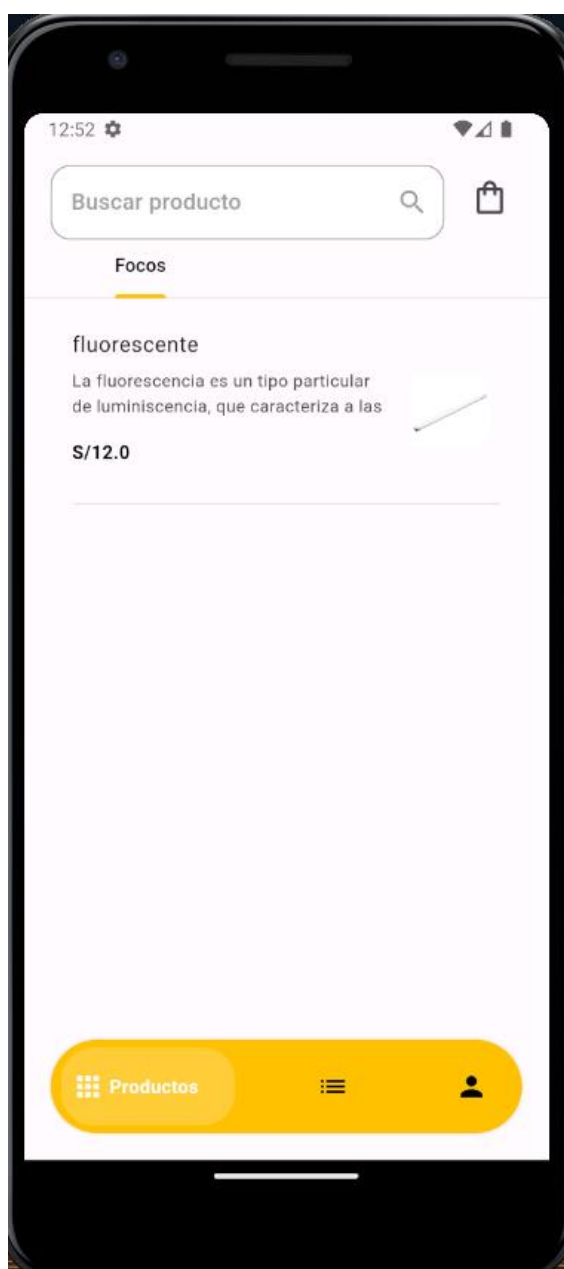 12:52
Buscar producto
Focos
fluorescente
La fluorescencia es un tipo particular
de luminiscencia, que caracteriza a las
S/12.0
Productos